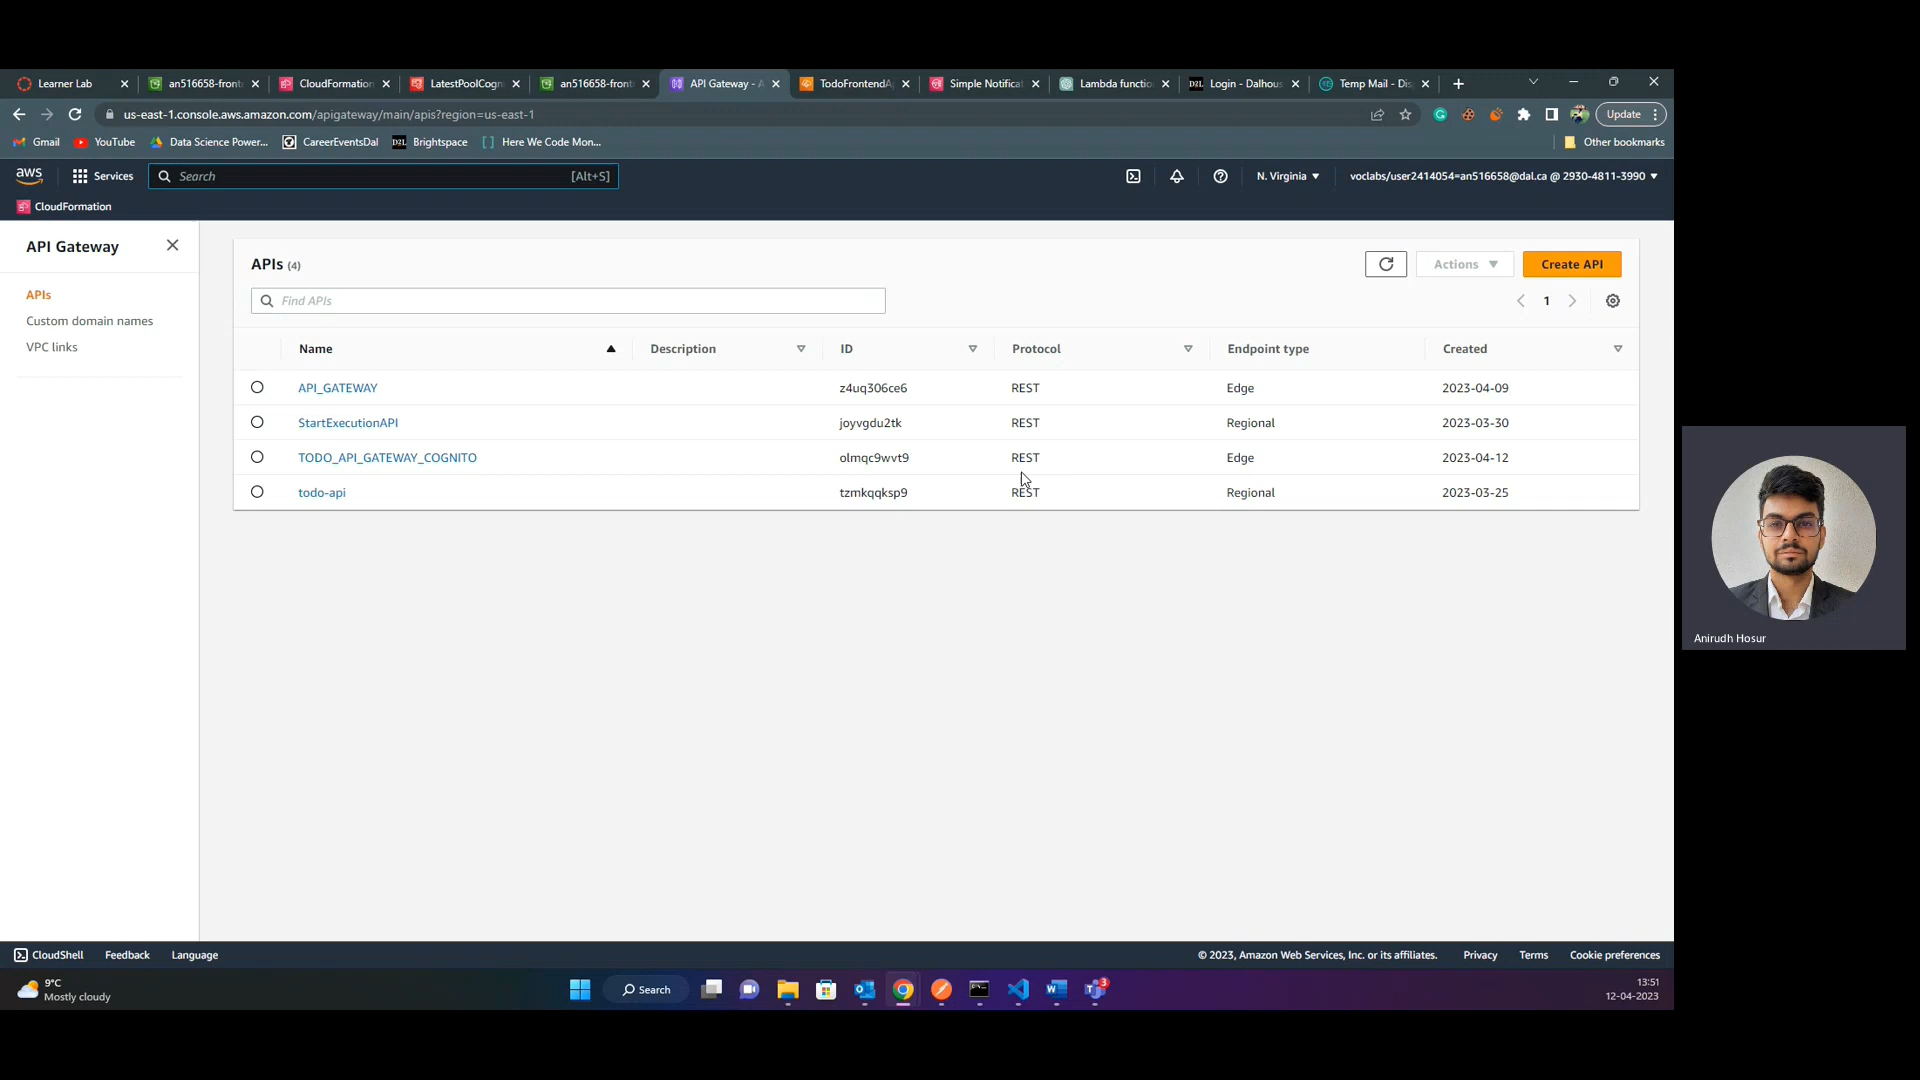 Learner Lab
an516658-front
CloudFormation
LatestPoolCogn
an516658-front
API Gateway - A
TodoFrontendA
Simple Notifica
Lambda functio
D2L Login - Dalhous
Temp Mail - Dis
us-east-1.console.aws.amazon.com/apigateway/main/apis?region=us-east-1
Update
Gmail
YouTube
Data Science Power...
CareerEventsDal
D2L Brightspace
Here We Code Mon...
Other bookmarks
aws
Services
Search
[Alt+S]
N. Virginia
voclabs/user2414054=an516658@dal.ca @ 2930-4811-3990
CloudFormation
API Gateway
APIs
Custom domain names
VPC links
APIs (4)
Actions
Create API
Find APIs
1
Name Description ID Protocol Endpoint type Created
API_GATEWAY z4uq306ce6 REST Edge 2023-04-09
StartExecutionAPI joyvgdu2tk REST Regional 2023-03-30
TODO_API_GATEWAY_COGNITO olmqc9wvt9 REST Edge 2023-04-12
todo-api tzmkqqksp9 REST Regional 2023-03-25
Anirudh Hosur
CloudShell
Feedback
Language
© 2023, Amazon Web Services, Inc. or its affiliates.
Privacy
Terms
Cookie preferences
9°C
Mostly cloudy
Search
3
13:51
12-04-2023